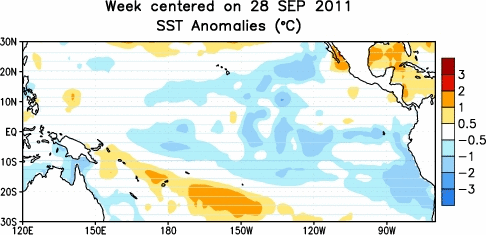 Week centered on 28 SEP 2011
SST Anomalies (°C)
30N
20N
10N
EQ
10S
20S
30S
120E 150E 180 150W 120W 90W
3
2
1
0.5
-0.5
-1
-2
-3